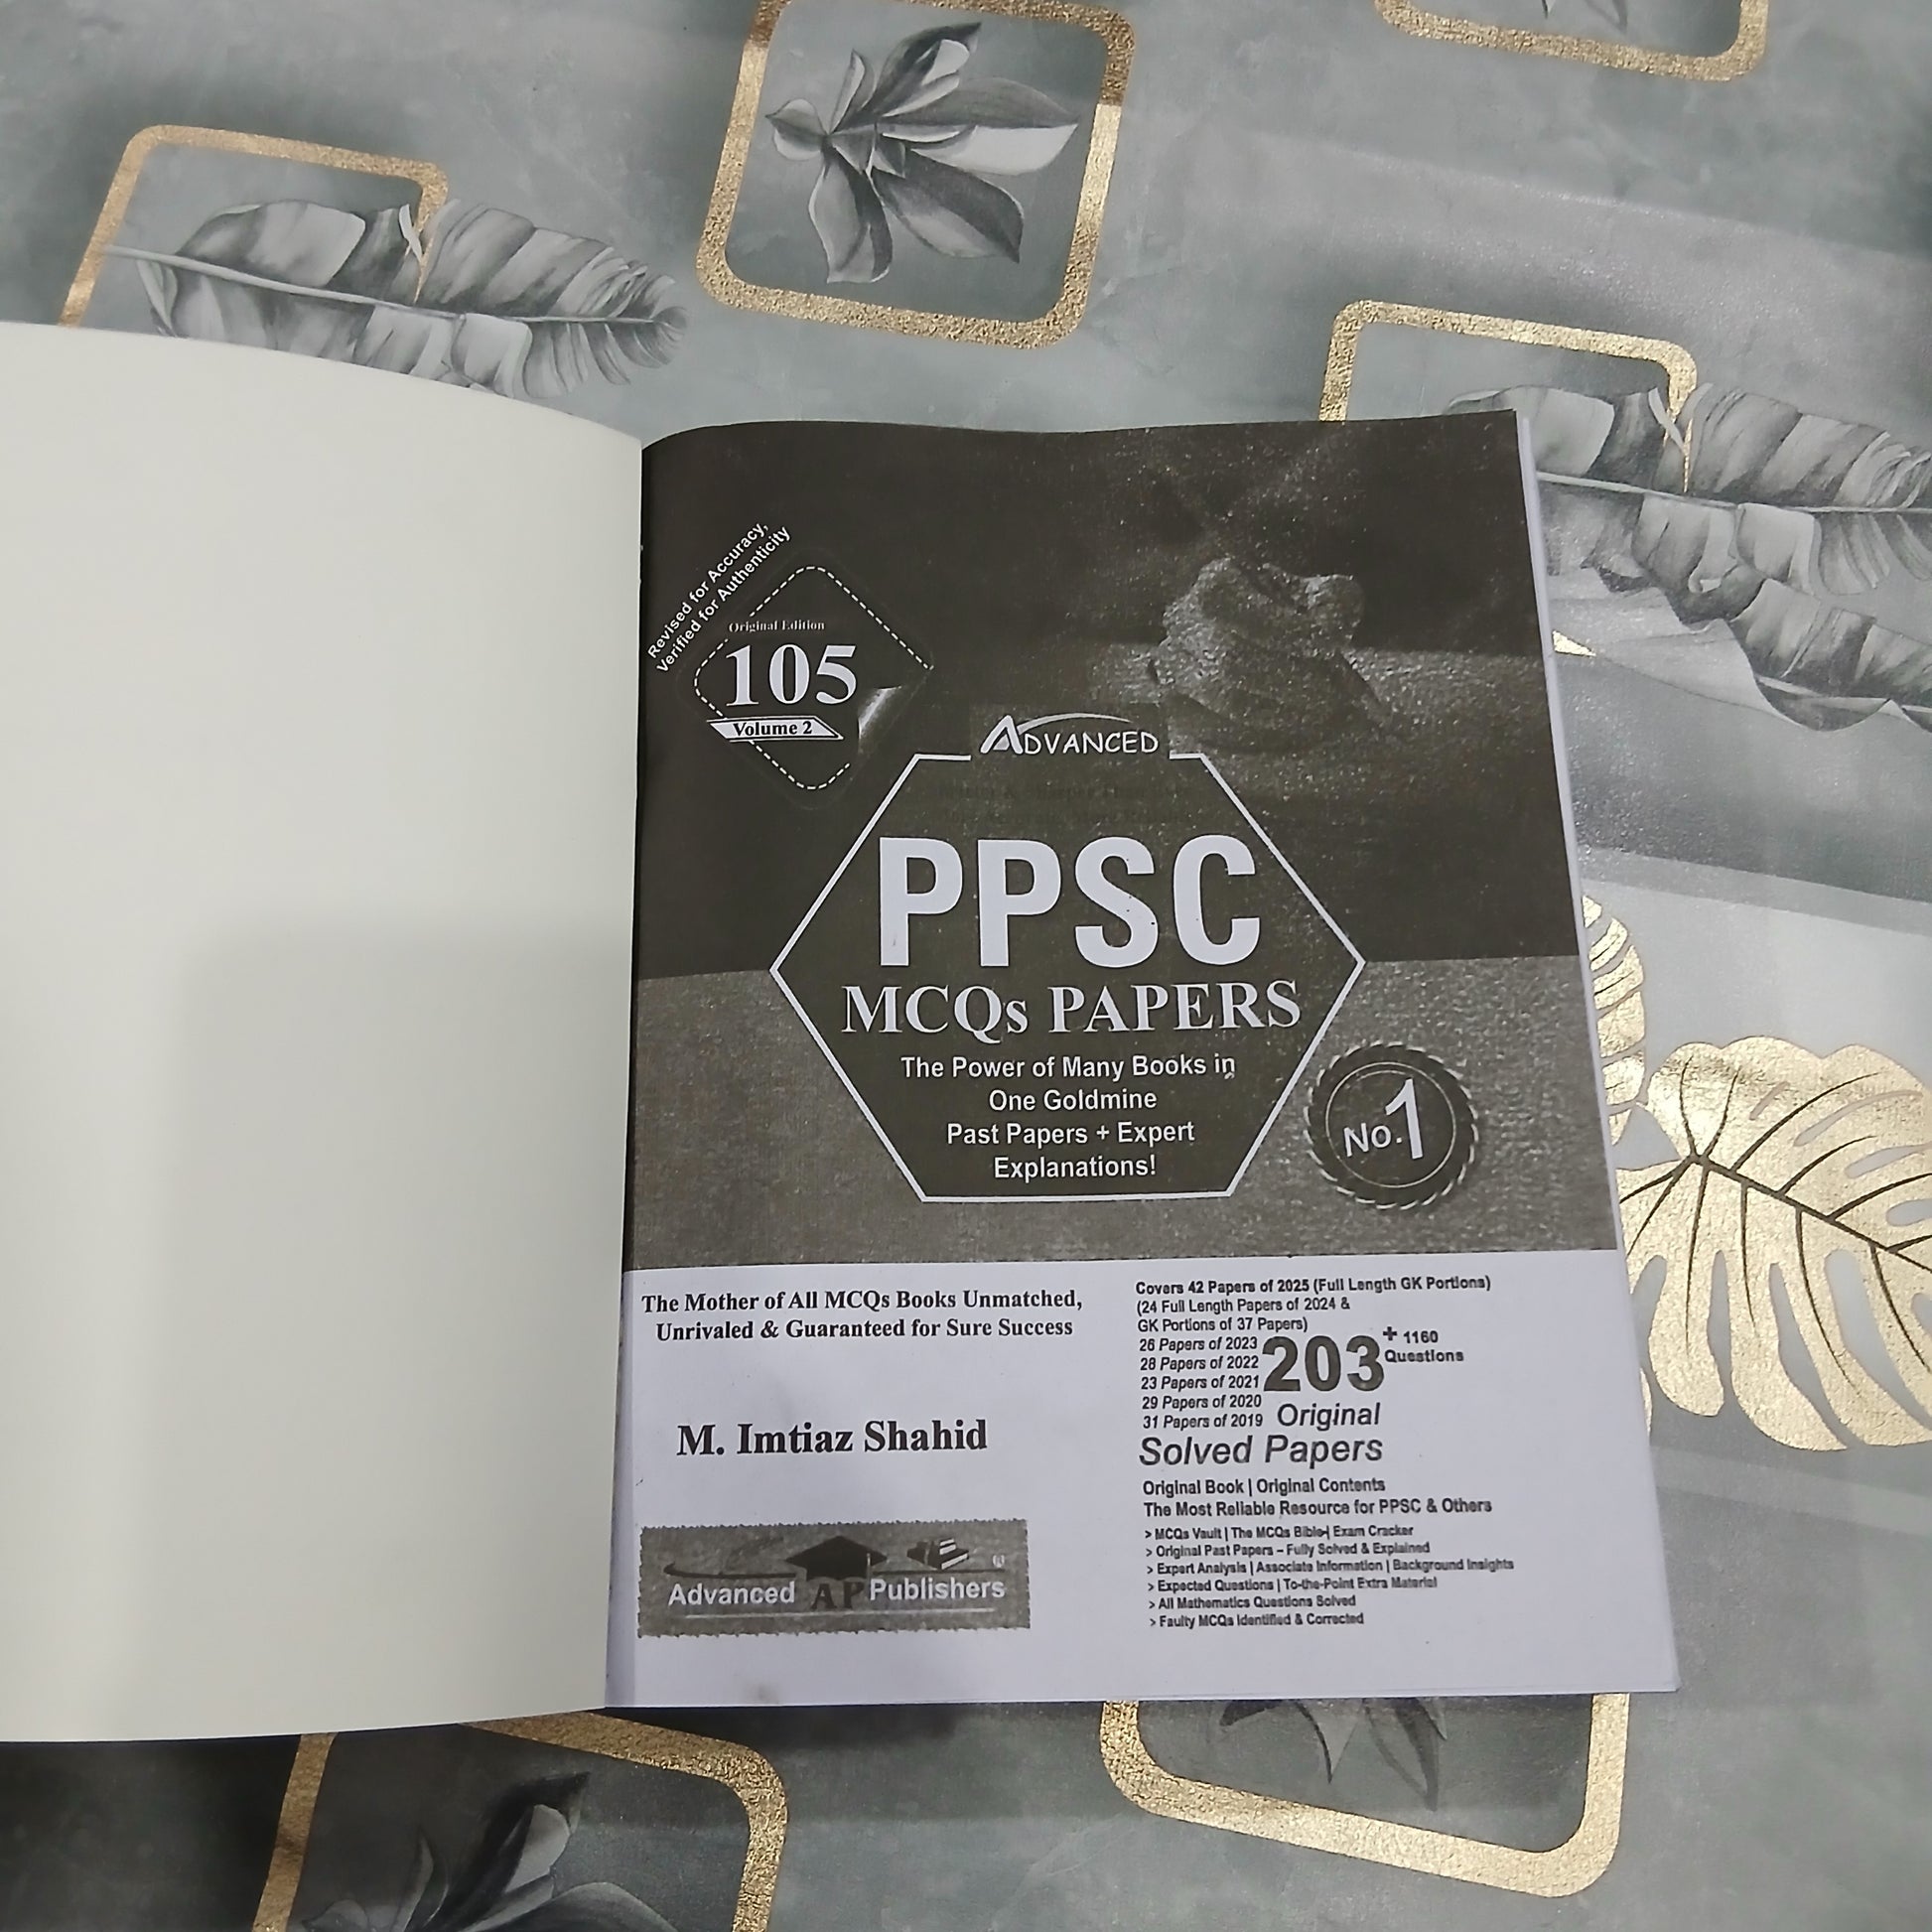 Revised for Accuracy,
Verified for Authenticity
Original Edition
105
Volume 2
ADVANCED
PPSC
MCQs PAPERS
The Power of Many Books in
One Goldmine
Past Papers + Expert
Explanations!
No.1
The Mother of All MCQs Books Unmatched,
Unrivaled & Guaranteed for Sure Success
M. Imtiaz Shahid
Advanced AP Publishers ®
Covers 42 Papers of 2025 (Full Length GK Portions)
(24 Full Length Papers of 2024 &
GK Portions of 37 Papers)
26 Papers of 2023
28 Papers of 2022
23 Papers of 2021
29 Papers of 2020
31 Papers of 2019
203 + 1160
Questions
Original
Solved Papers
Original Book | Original Contents
The Most Reliable Resource for PPSC & Others
> MCQs Vault | The MCQs Bible | Exam Cracker
> Original Past Papers – Fully Solved & Explained
> Expert Analysis | Associate Information | Background Insights
> Expected Questions | To-the-Point Extra Material
> All Mathematics Questions Solved
> Faulty MCQs Identified & Corrected